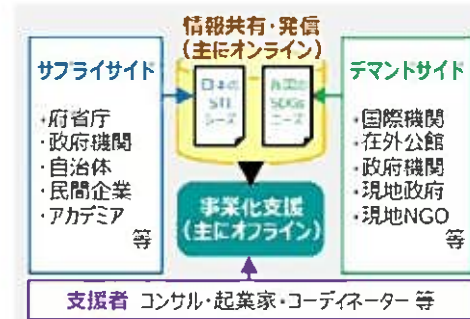 情報共有・発信
(主にオンライン)
サプライサイド
・府省庁
・政府機関
・自治体
・民間企業
・アカデミア
等
日本の
STI
シーズ
各国の
SDGs
ニーズ
デマンドサイド
・国際機関
・在外公館
・政府機関
・現地政府
・現地NGO
等
事業化支援
(主にオフライン)
支援者 コンサル・起業家・コーディネーター 等